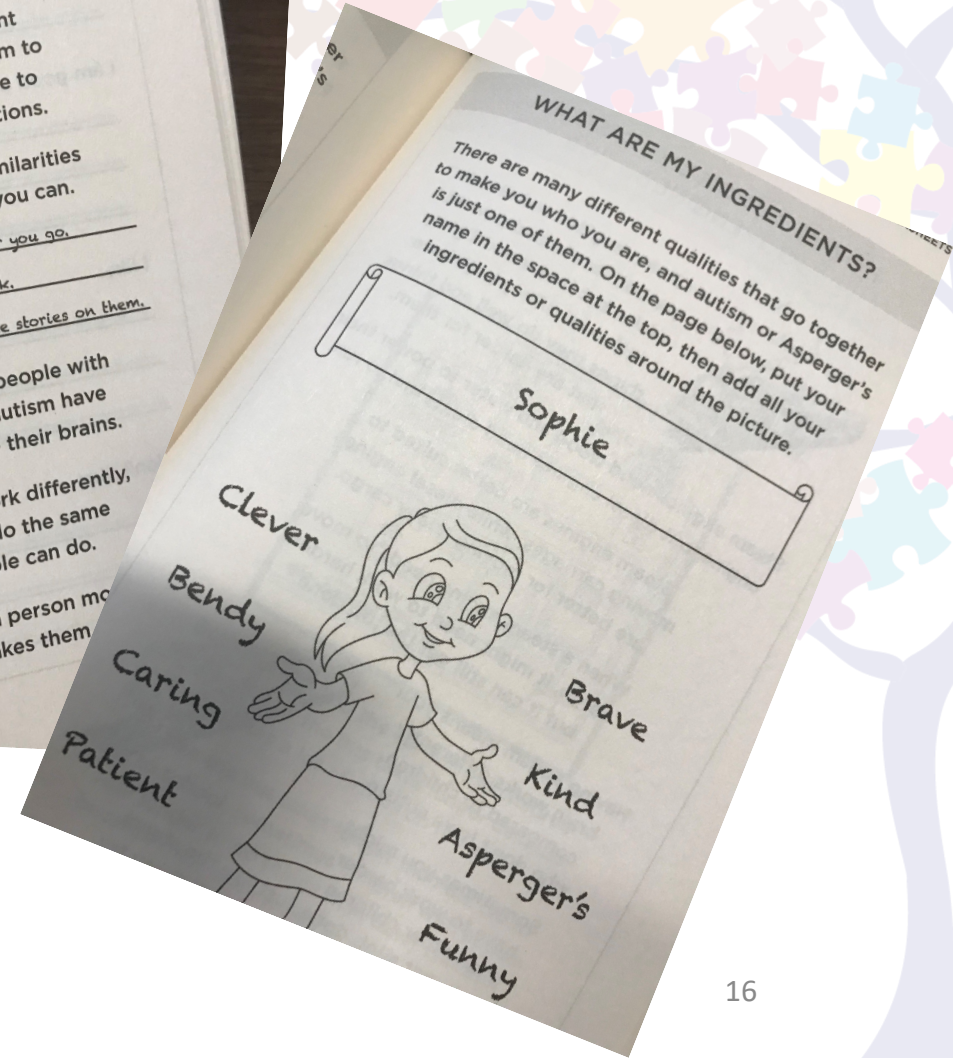 nt
m to
e to
tions.
milarities
you can.
you go.
k.
e stories on them.
people with
utism have
their brains.
rk differently,
do the same
le can do.
person mo
kes them
er
's
WHAT ARE MY INGREDIENTS?
There are many different qualities that go together
to make you who you are, and autism or Asperger's
is just one of them. On the page below, put your
name in the space at the top, then add all your
ingredients or qualities around the picture.
Sophie
Clever
Bendy
Caring
Patient
Brave
Kind
Asperger's
Funny
16